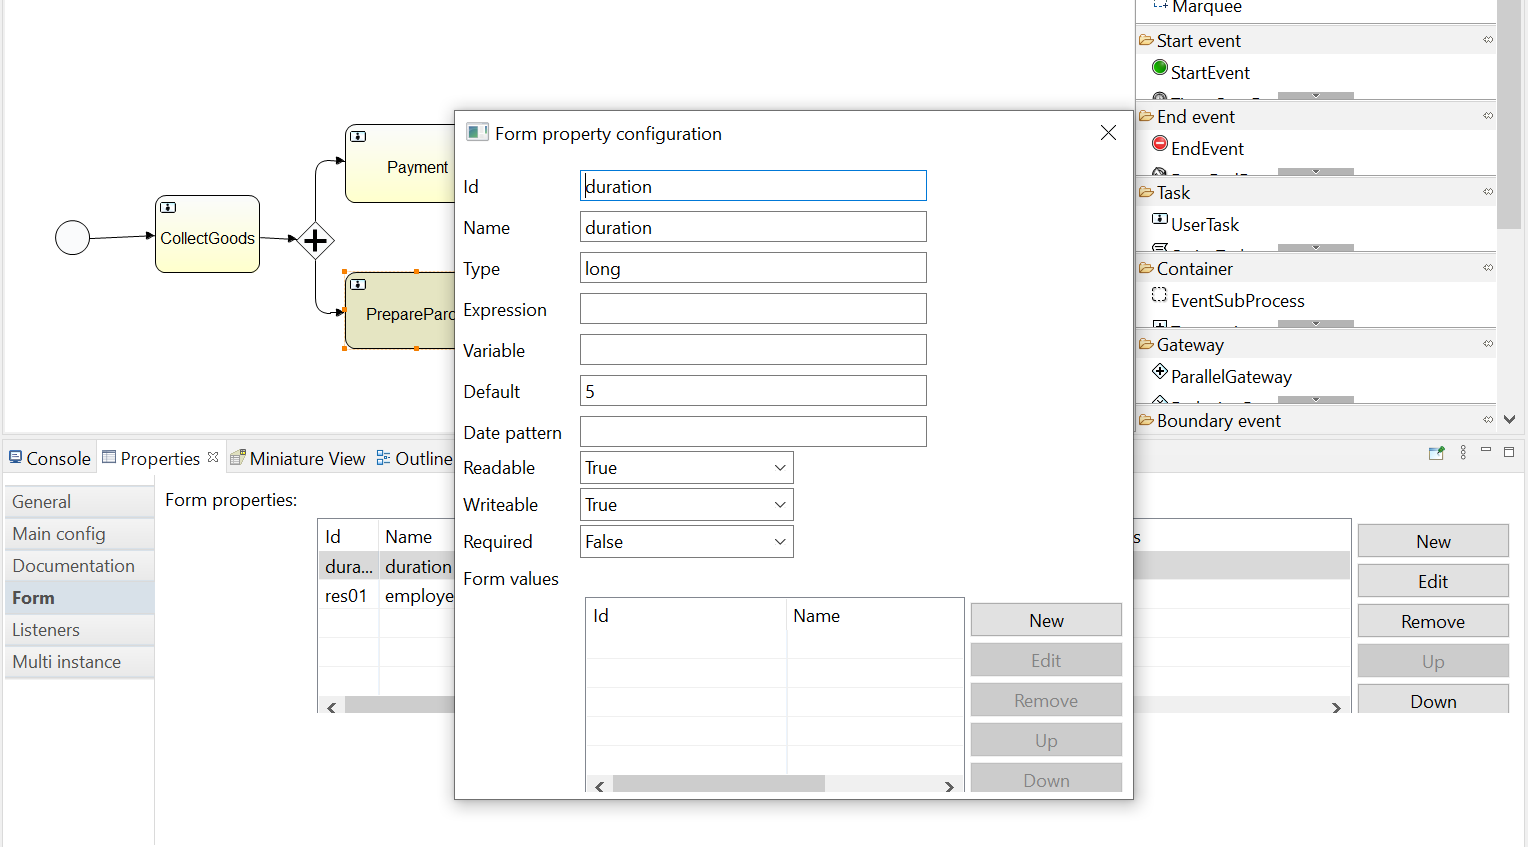 Marquee
Start event
StartEvent
End event
EndEvent
Task
UserTask
Container
EventSubProcess
Gateway
ParallelGateway
Boundary event
CollectGoods
Payment
Form property configuration
Id
duration
Name
duration
Type
long
Expression
Variable
Default
5
Date pattern
Readable
True
Writeable
True
Required
False
Form values
Id Name
New
Edit
Remove
Up
Down
Console Properties Miniature View Outline
General
Main config
Documentation
Form
Listeners
Multi instance
Form properties:
Id Name
dura... duration
res01
New
Edit
Remove
Up
Down